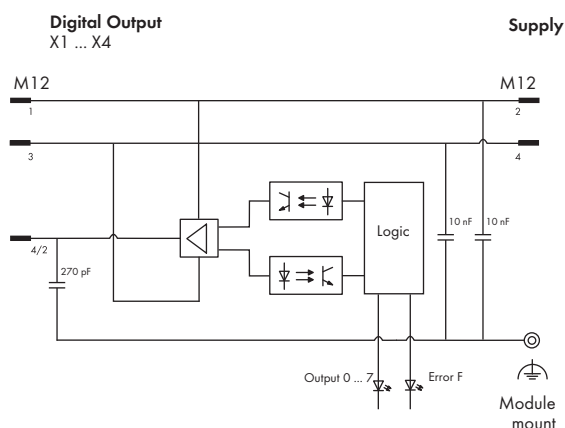 Digital Output
X1 ... X4
Supply
M12
M12
1
2
3
4
10 nF
10 nF
Logic
4/2
270 pF
Output 0 ... 7
Error F
Module
mount